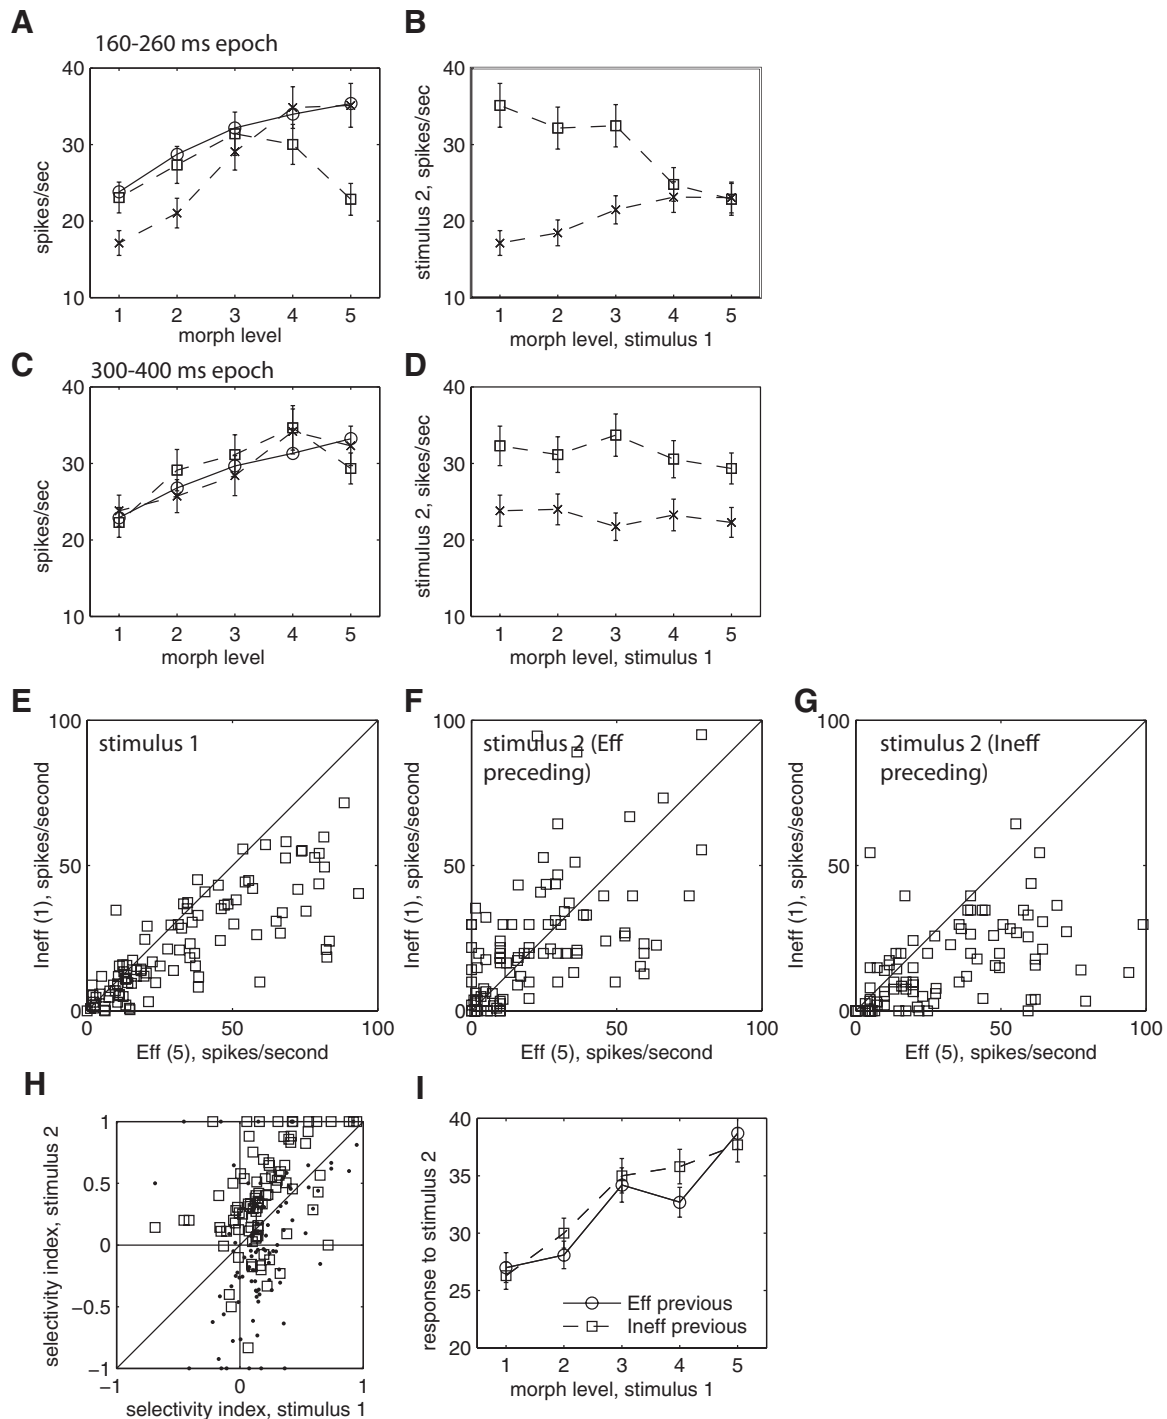 A
160-260 ms epoch
40
30
20
10
spikes/sec
1 2 3 4 5
morph level
B
40
30
20
10
stimulus 2, spikes/sec
1 2 3 4 5
morph level, stimulus 1
C
300-400 ms epoch
40
30
20
10
spikes/sec
1 2 3 4 5
morph level
D
40
30
20
10
stimulus 2, sikes/sec
1 2 3 4 5
morph level, stimulus 1
E
100
50
0
Ineff (1), spikes/second
stimulus 1
0 50 100
Eff (5), spikes/second
F
100
50
0
Ineff (1), spikes/second
stimulus 2 (Eff
preceding)
0 50 100
Eff (5), spikes/second
G
100
50
0
Ineff (1), spikes/second
stimulus 2 (Ineff
preceding)
0 50 100
Eff (5), spikes/second
H
1
0.5
0
−0.5
−1
selectivity index, stimulus 2
−1 0 1
selectivity index, stimulus 1
I
40
35
30
25
20
response to stimulus 2
Eff previous
Ineff previous
1 2 3 4 5
morph level, stimulus 1